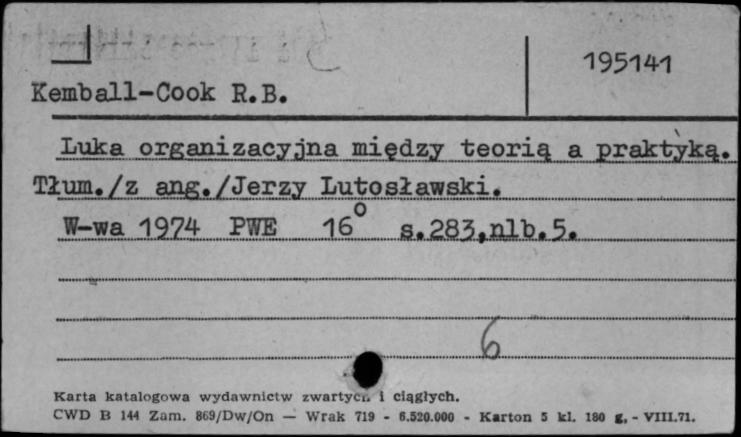 195141
Kemball-Cook R.B.
Luka organizacyjna między teorią a praktyką.
Tłum./z ang./Jerzy Lutosławski.
W-wa 1974 PWE 16° s.283,nlb.5.
6
Karta katalogowa wydawnictw zwartych i ciągłych.
CWD B 144 Zam. 869/Dw/On — Wrak 719 - 6.520.000 - Karton 5 kl. 180 g, - VIII.71.